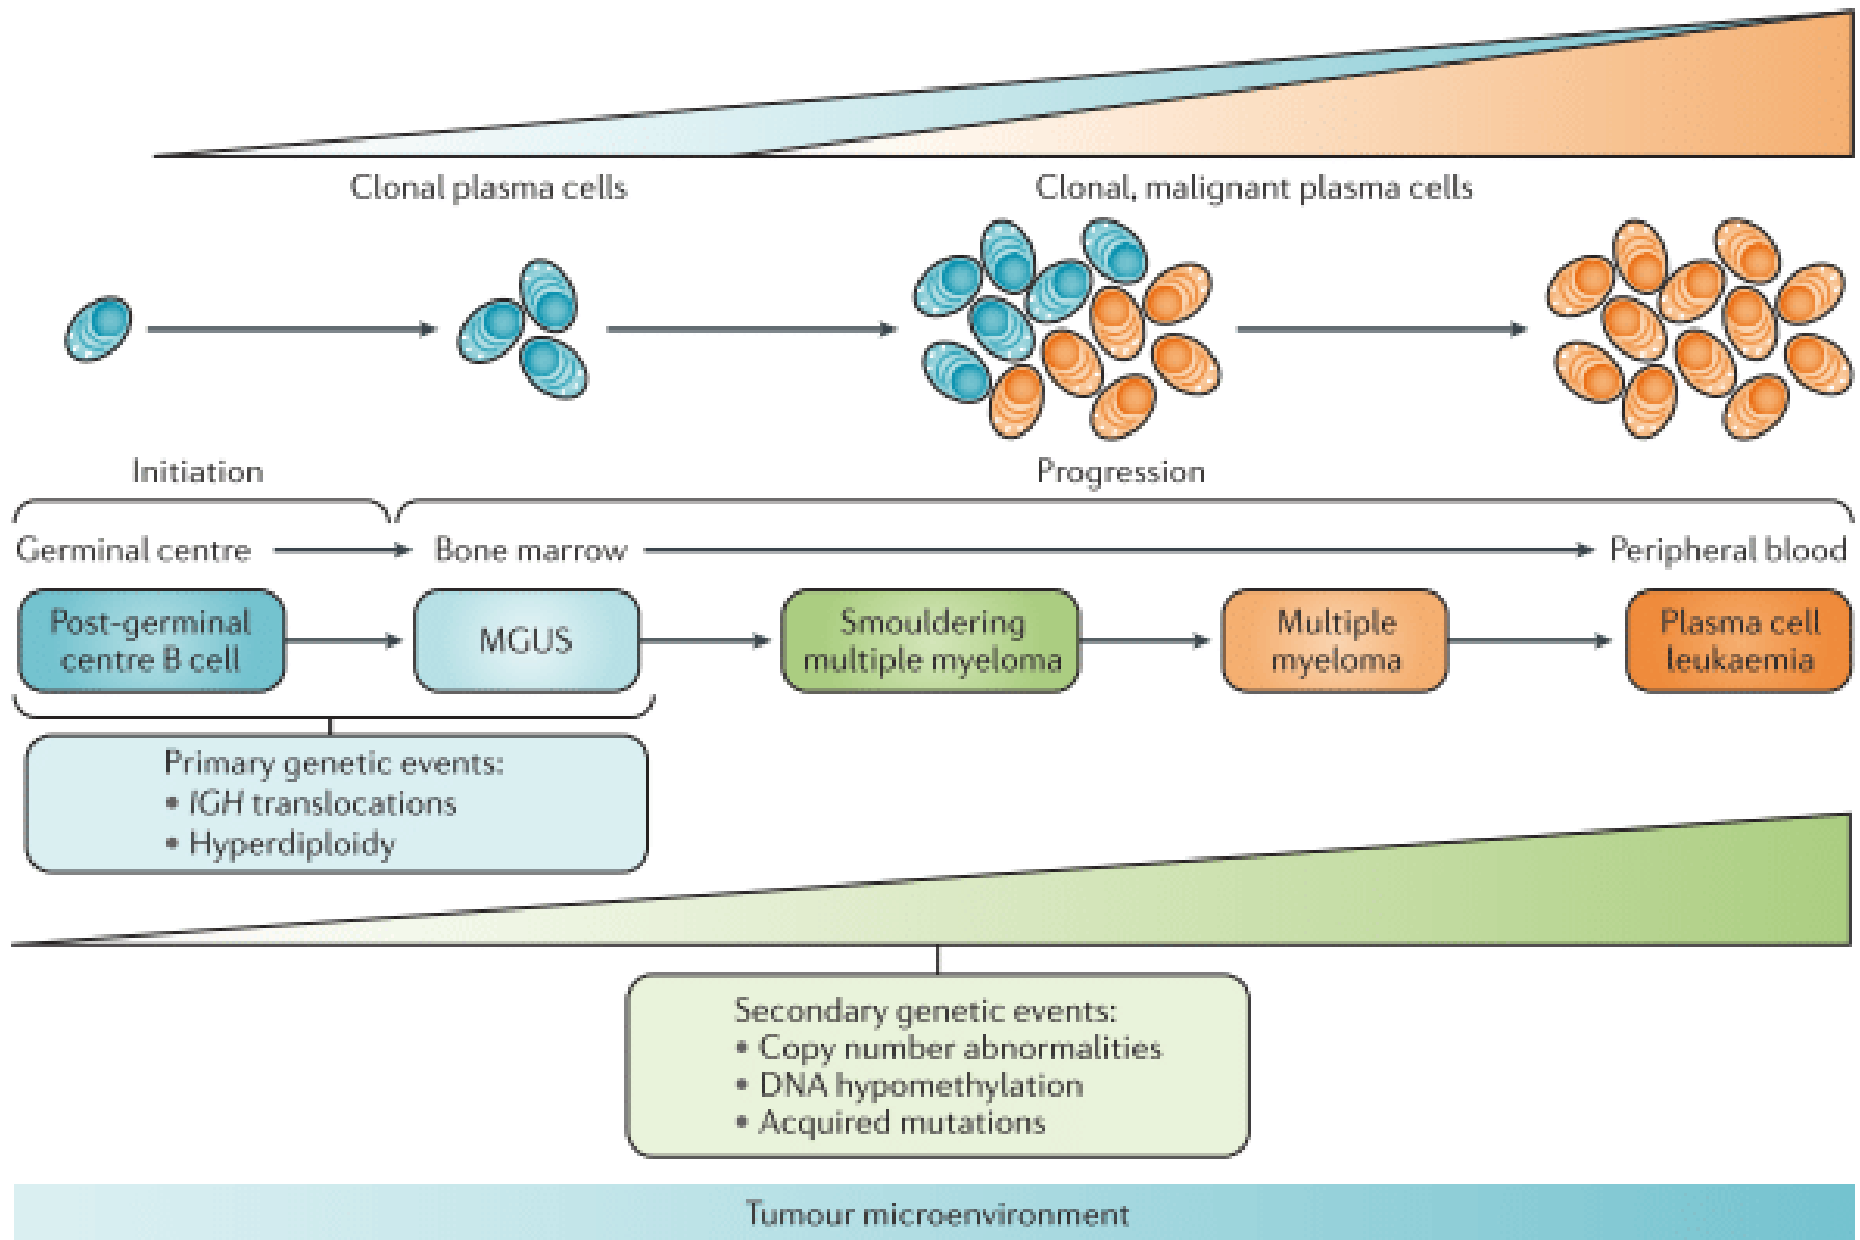 Clonal plasma cells
Clonal, malignant plasma cells
Initiation
Progression
Germinal centre
Bone marrow
Peripheral blood
Post-germinal
centre B cell
MGUS
Smouldering
multiple myeloma
Multiple
myeloma
Plasma cell
leukaemia
Primary genetic events:
• IGH translocations
• Hyperdiploidy
Secondary genetic events:
• Copy number abnormalities
• DNA hypomethylation
• Acquired mutations
Tumour microenvironment